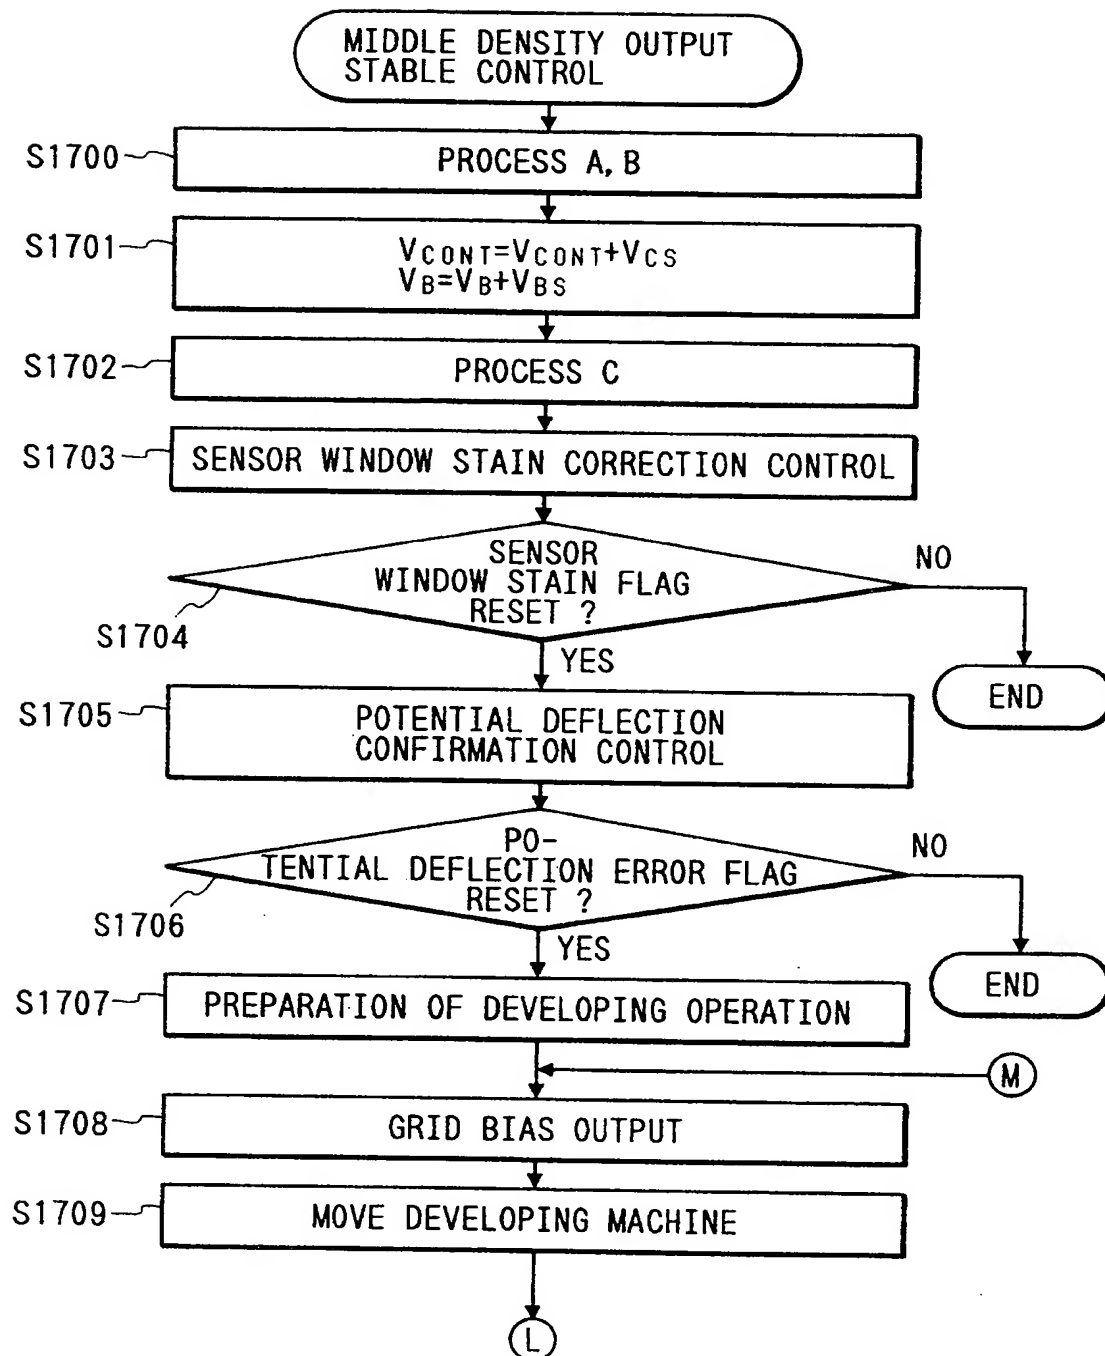 MIDDLE DENSITY OUTPUT
STABLE CONTROL
S1700
PROCESS A, B
S1701
VCONT=VCONT+VCS
VB=VB+VBS
S1702
PROCESS C
S1703
SENSOR WINDOW STAIN CORRECTION CONTROL
SENSOR
WINDOW STAIN FLAG
RESET ?
NO
S1704
YES
END
S1705
POTENTIAL DEFLECTION
CONFIRMATION CONTROL
PO-
TENTIAL DEFLECTION ERROR FLAG
RESET ?
NO
S1706
YES
END
S1707
PREPARATION OF DEVELOPING OPERATION
M
S1708
GRID BIAS OUTPUT
S1709
MOVE DEVELOPING MACHINE
L